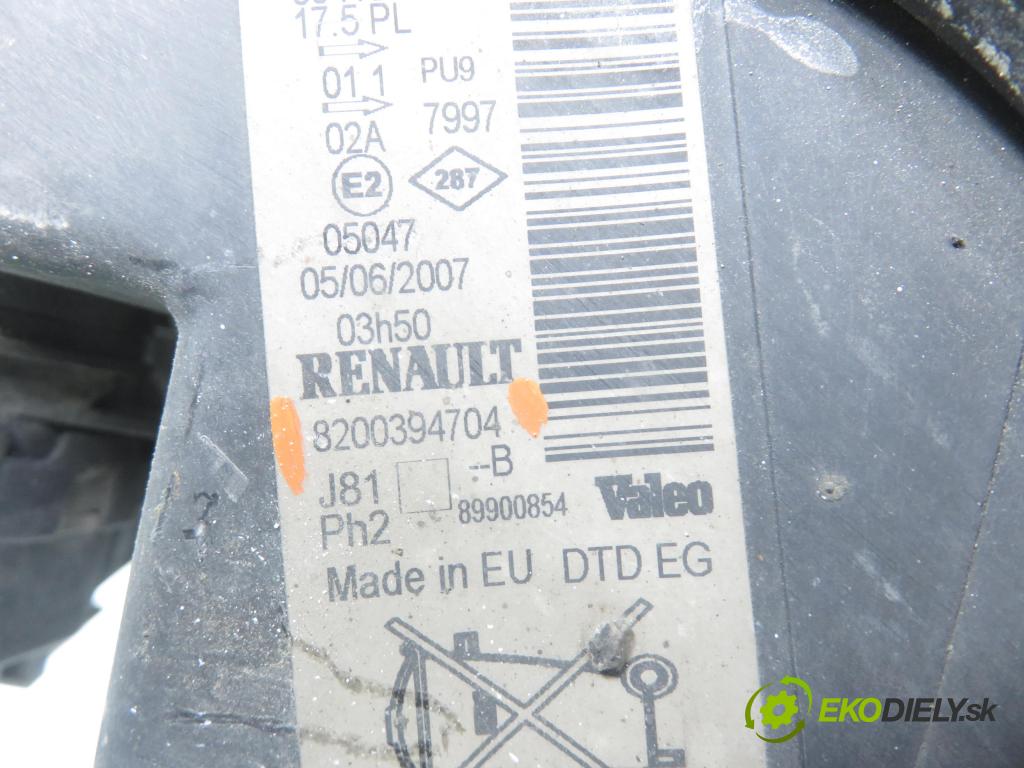 17.5 PL
01 1 PU9
02A 7997
E2 287
05047
05/06/2007
03h50
RENAULT
8200394704
J81 --B
Ph2 89900854 Valeo
Made in EU DTD EG
EKODIELY.sk